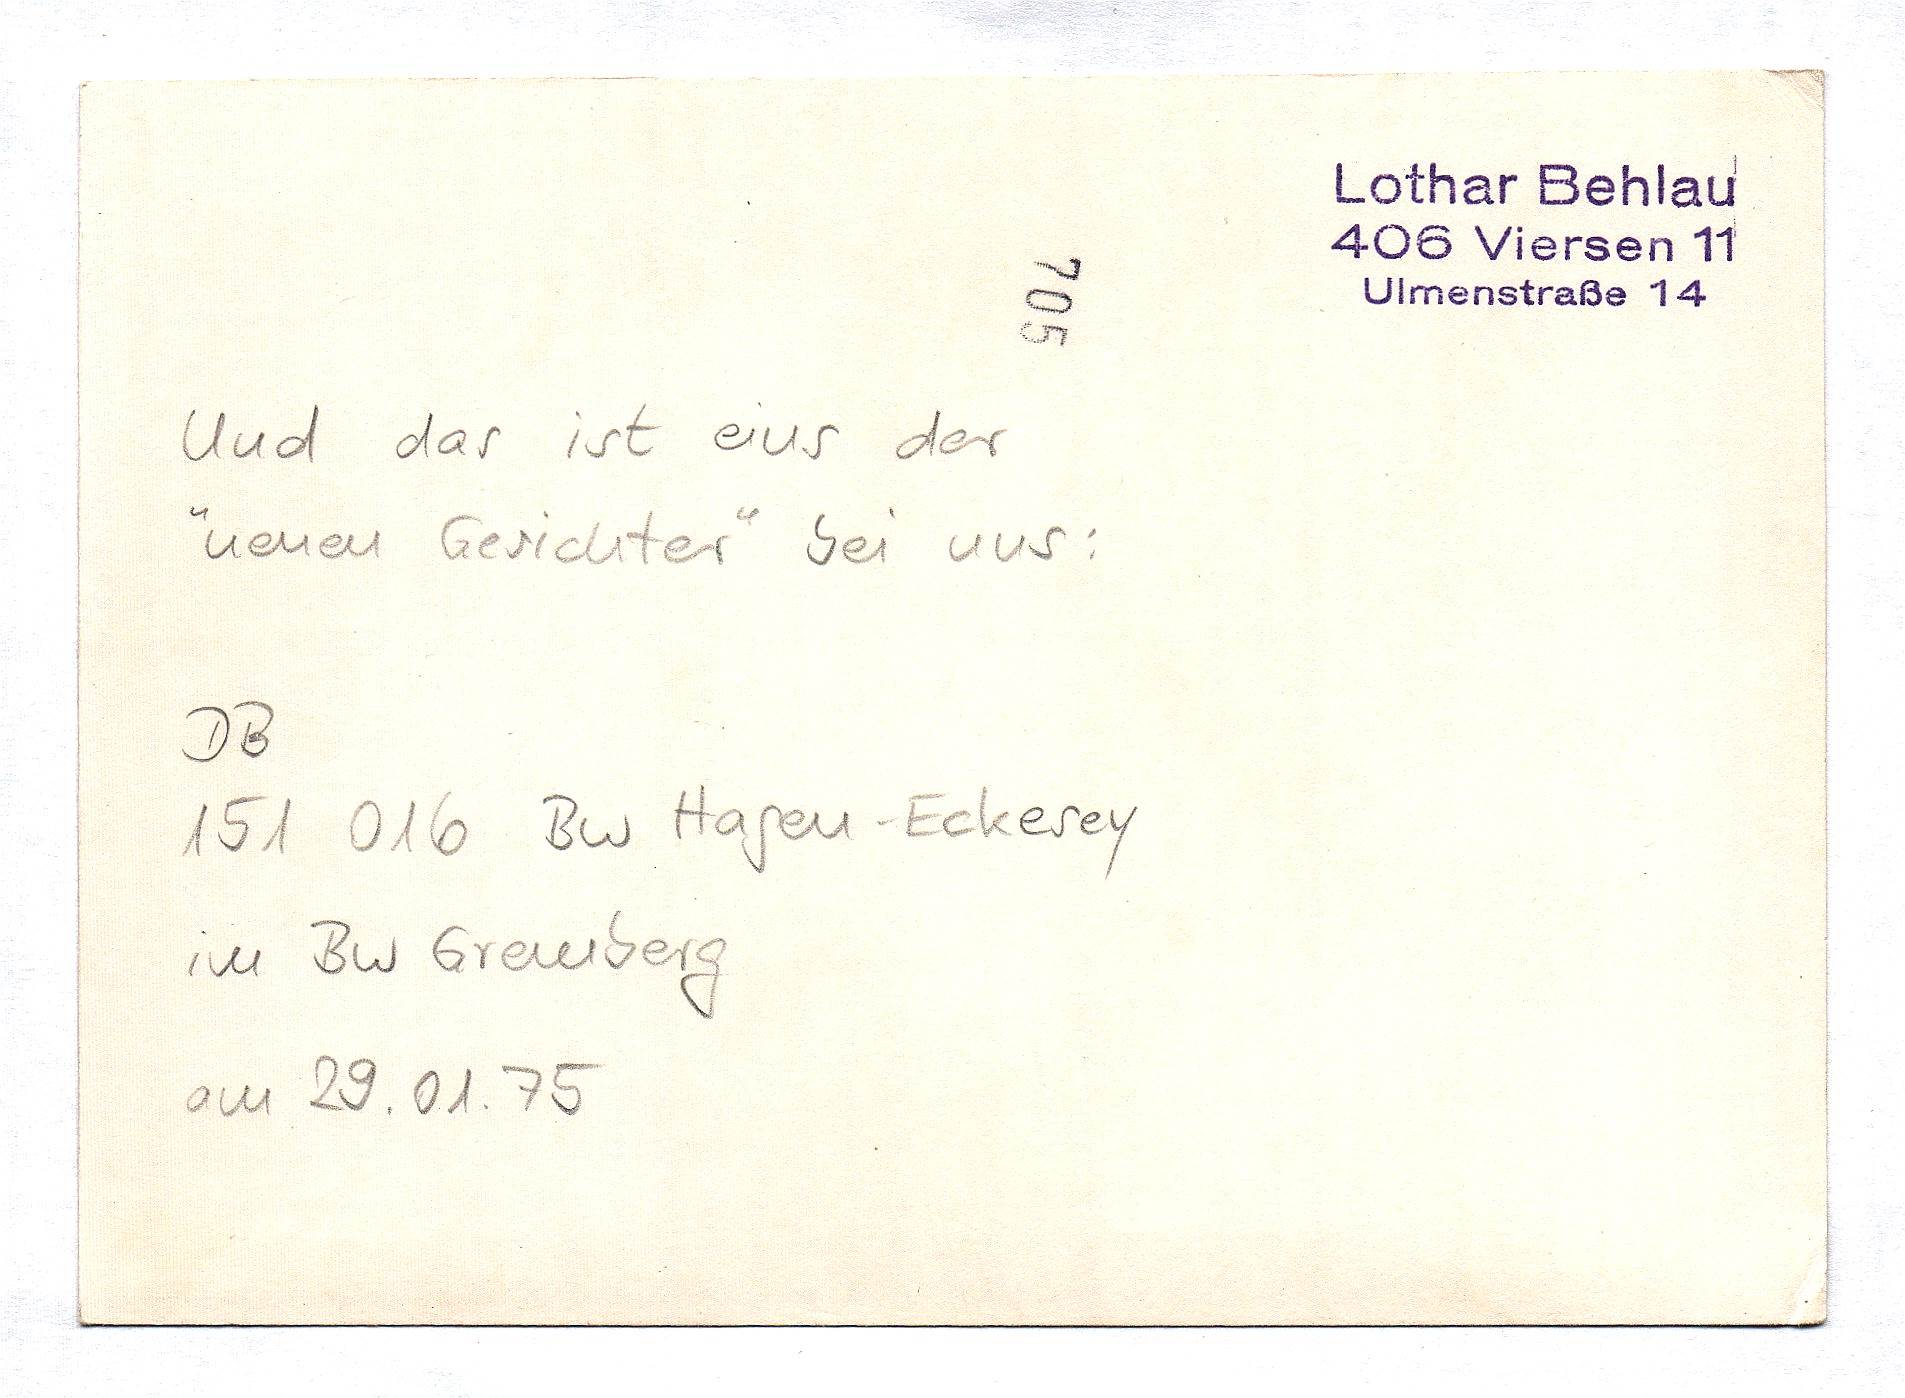 Lothar Behlau
406 Viersen 11
Ulmenstraße 14
705
Und das ist eins der
"neuen Gesichter" bei uns:
DB
151 016 Bw Hagen-Eckesey
im Bw Gremberg
am 29.01.75